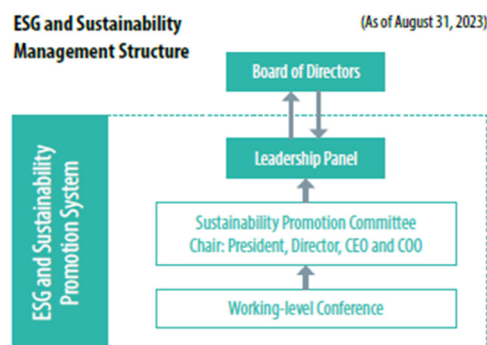 ESG and Sustainability
Management Structure
(As of August 31, 2023)
Board of Directors
ESG and Sustainability
Promotion System
Leadership Panel
Sustainability Promotion Committee
Chair: President, Director, CEO and COO
Working-level Conference